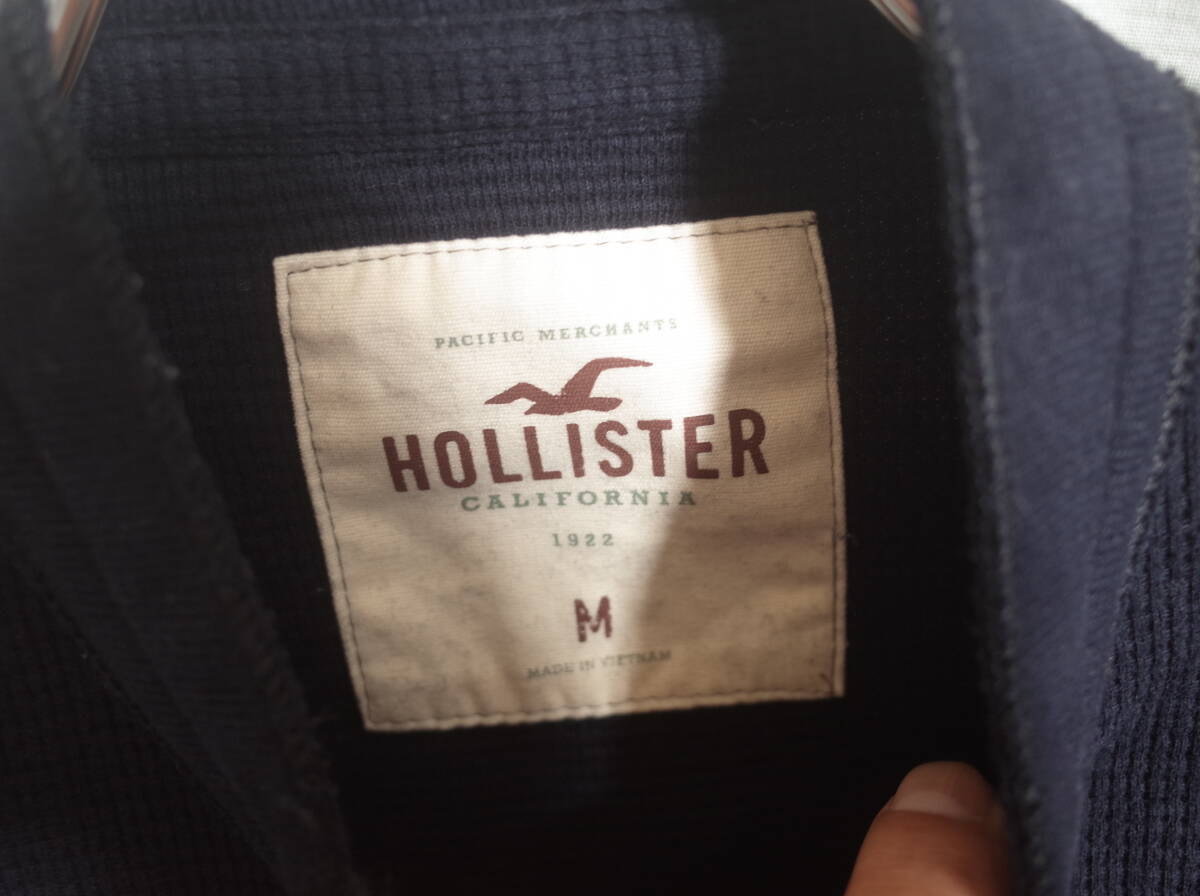 PACIFIC MERCHANTS
HOLLISTER
CALIFORNIA
1922
M
MADE IN VIETNAM